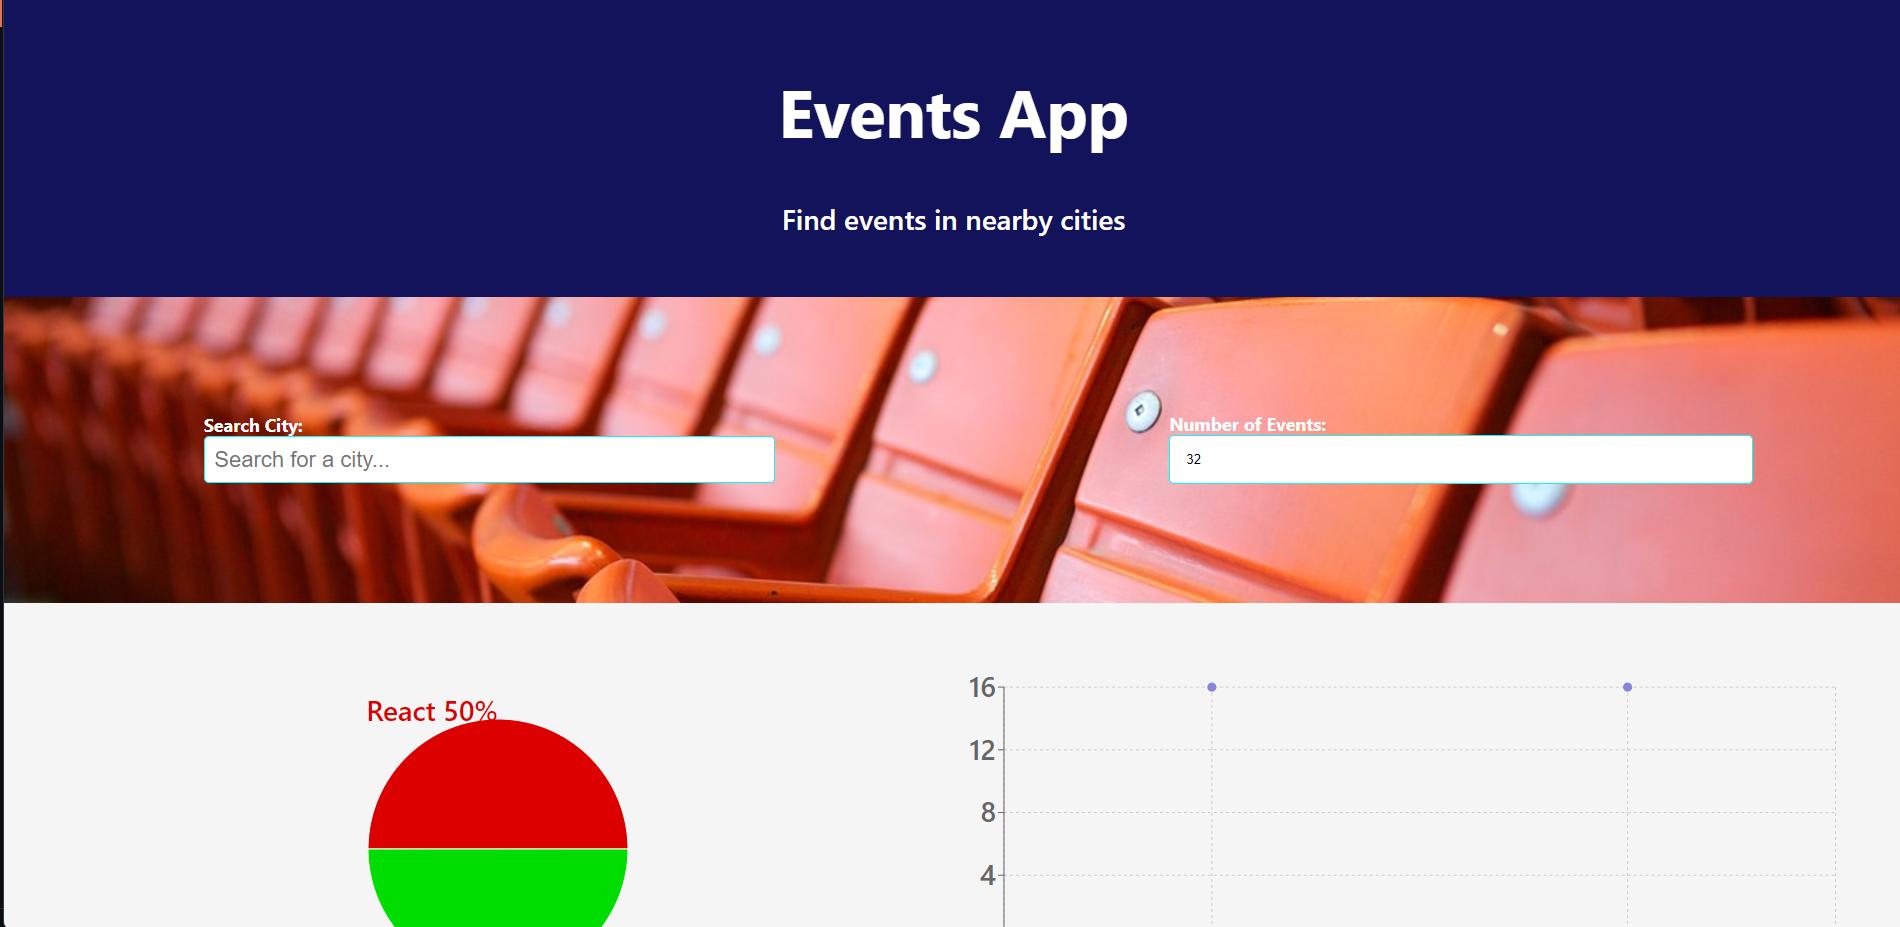 Events App
Find events in nearby cities
Search City:
Search for a city...
Number of Events:
32
React 50%
16
12
8
4